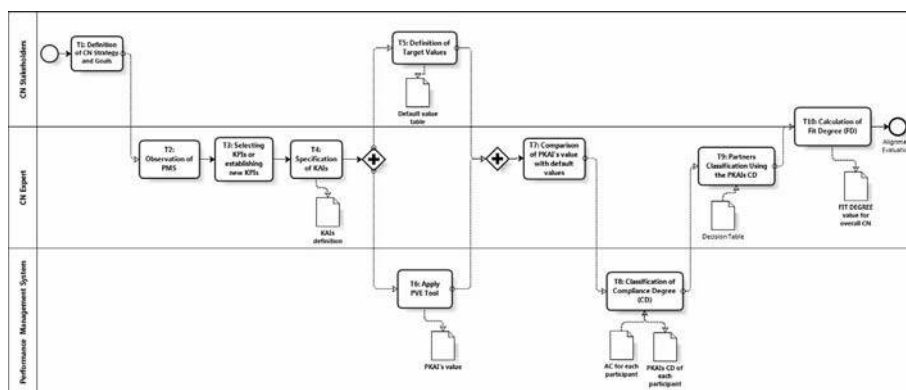 CN Stakeholders
T1: Definition
of CN Strategy
and Goals
T5: Definition of
Target Values
Default value
table
T10: Calculation of
Fit Degree (FD)
Alignment
Evaluation
FIT DEGREE
value for
overall CN
CN Expert
T2:
Observation of
PMS
T3: Selecting
KPIs or
establishing
new KPIs
T4:
Specification
of KAIs
KAIs
definition
T7: Comparison of
PKAI's value
with default
values
T9: Partners
Classification Using
the PKAIs CD
Decision Table
Performance Management System
T6: Apply
PVE Tool
PKAI's value
T8: Classification of
Compliance Degree
(CD)
AC for each
participant
PKAIs CD of
each
participant